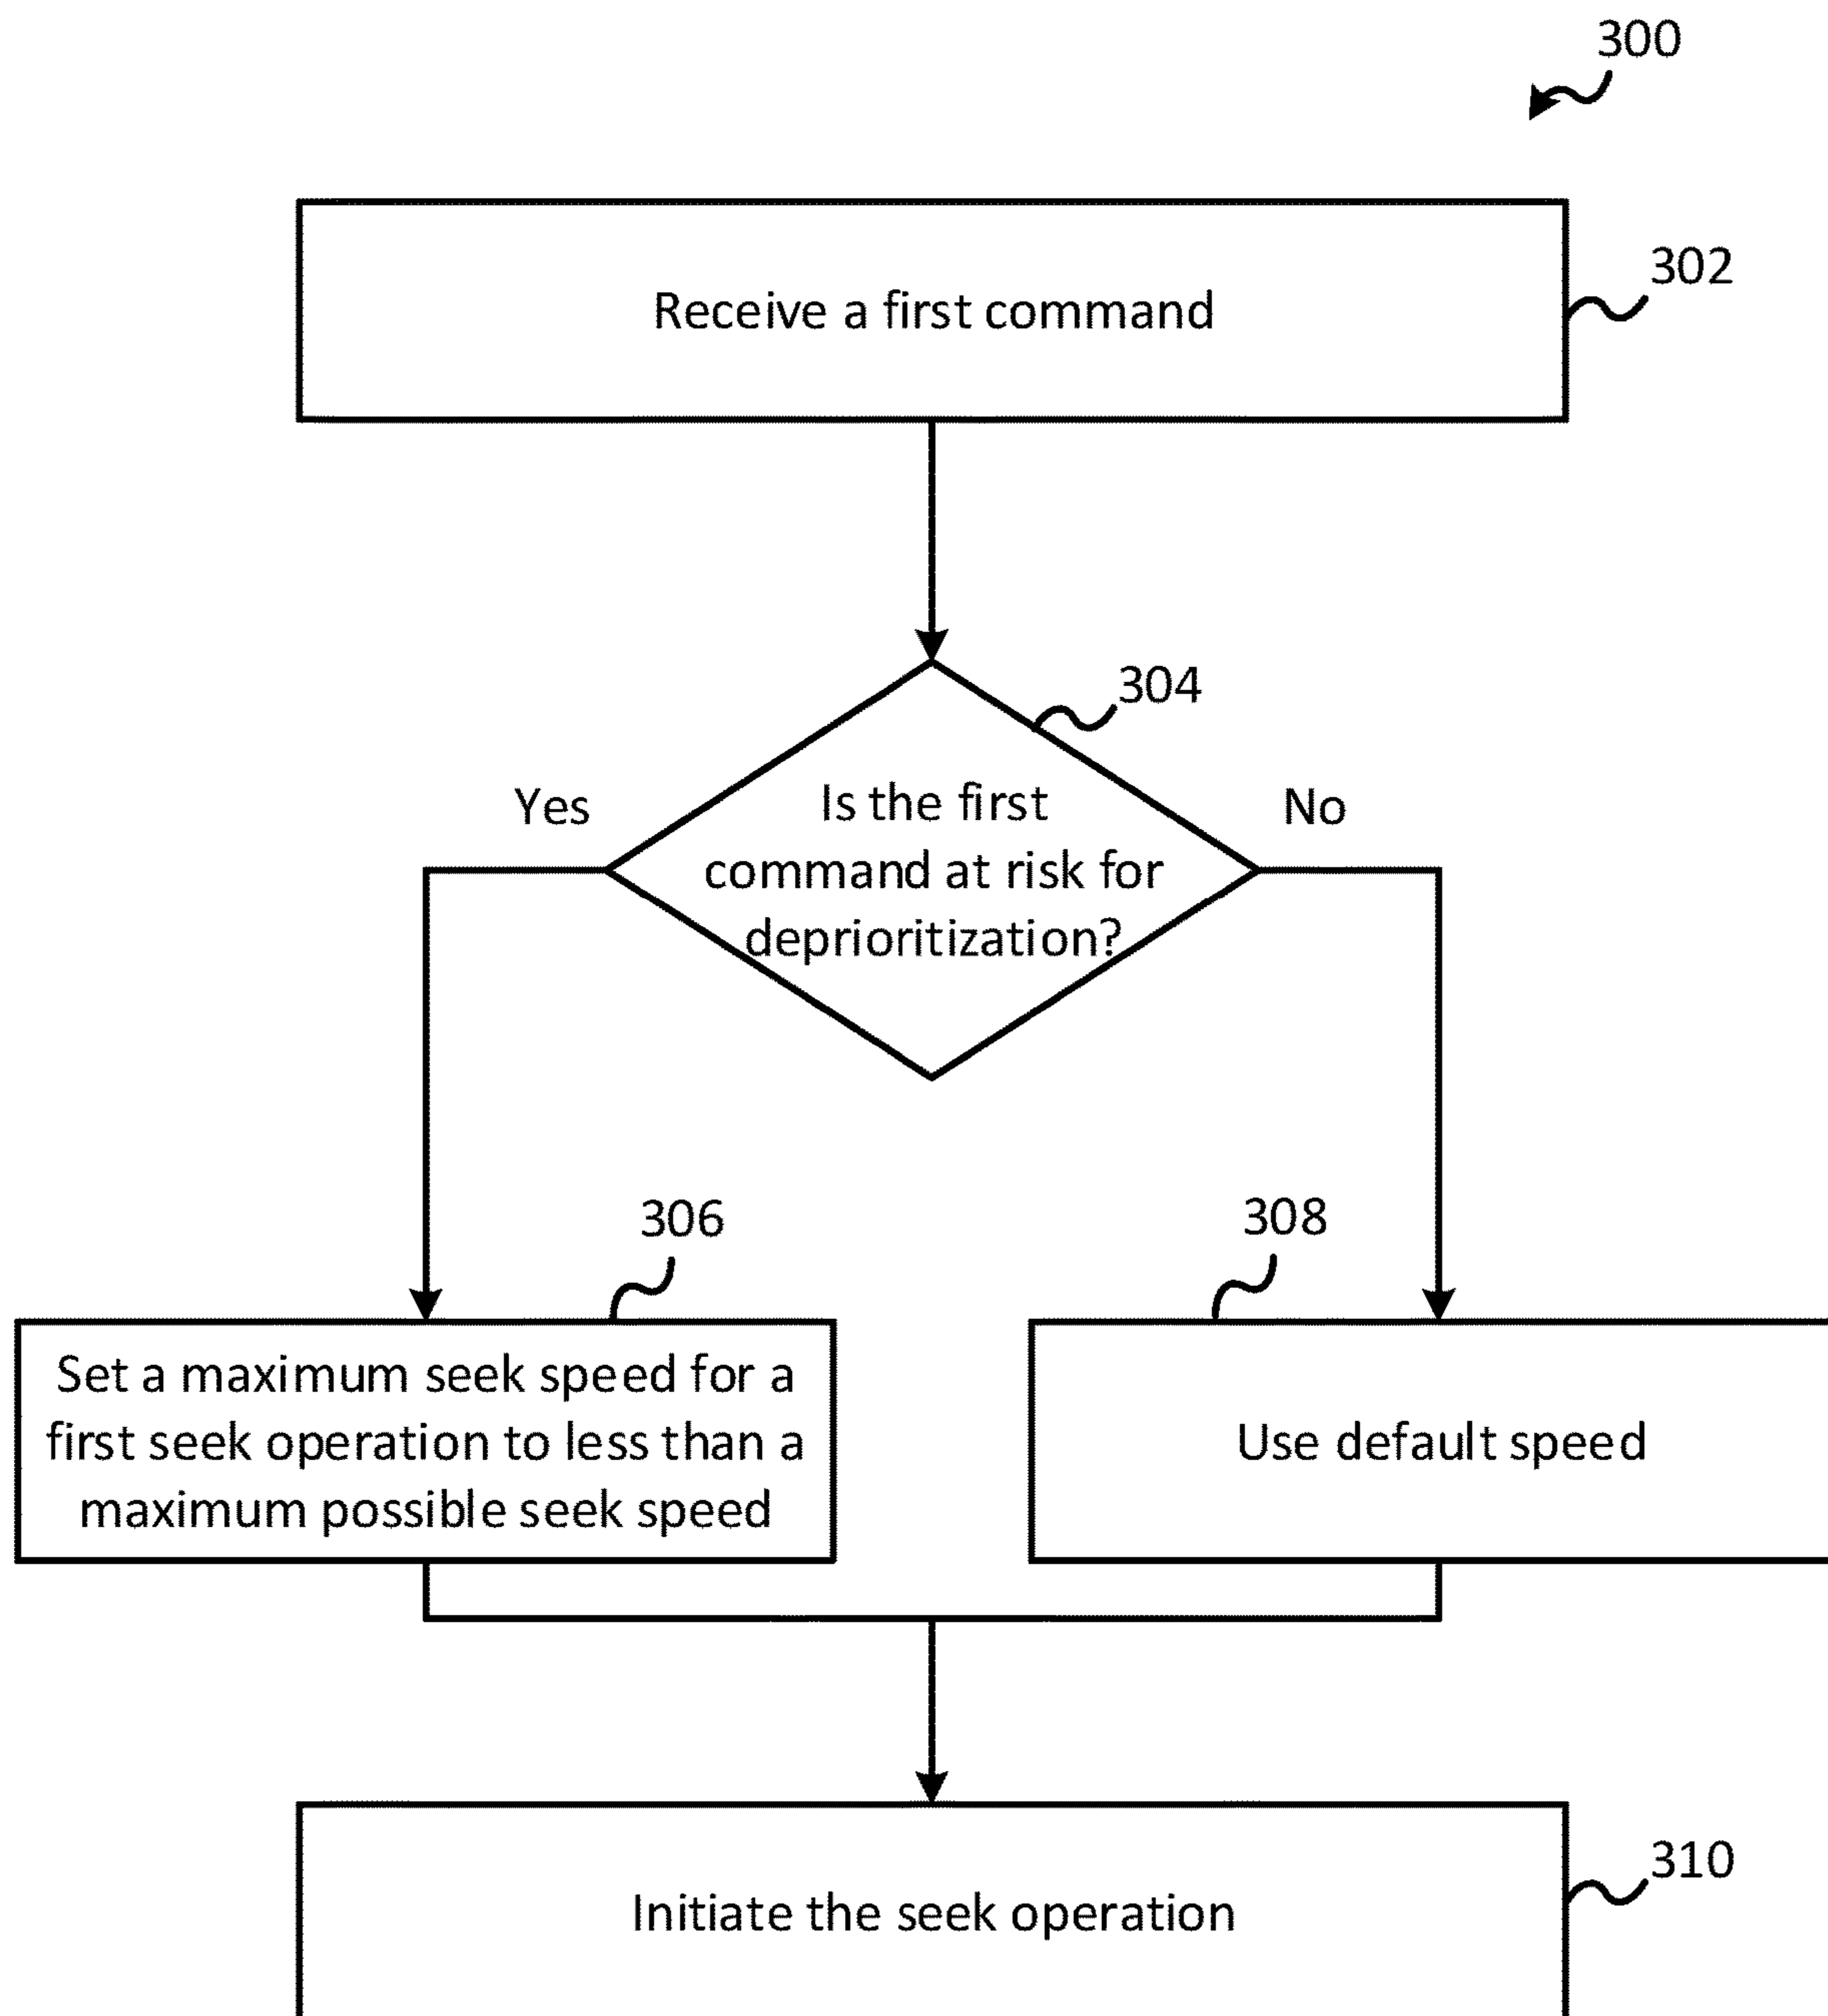 300
Receive a first command
302
304
Yes
No
Is the first
command at risk for
deprioritization?
306
308
Set a maximum seek speed for a
first seek operation to less than a
maximum possible seek speed
Use default speed
310
Initiate the seek operation